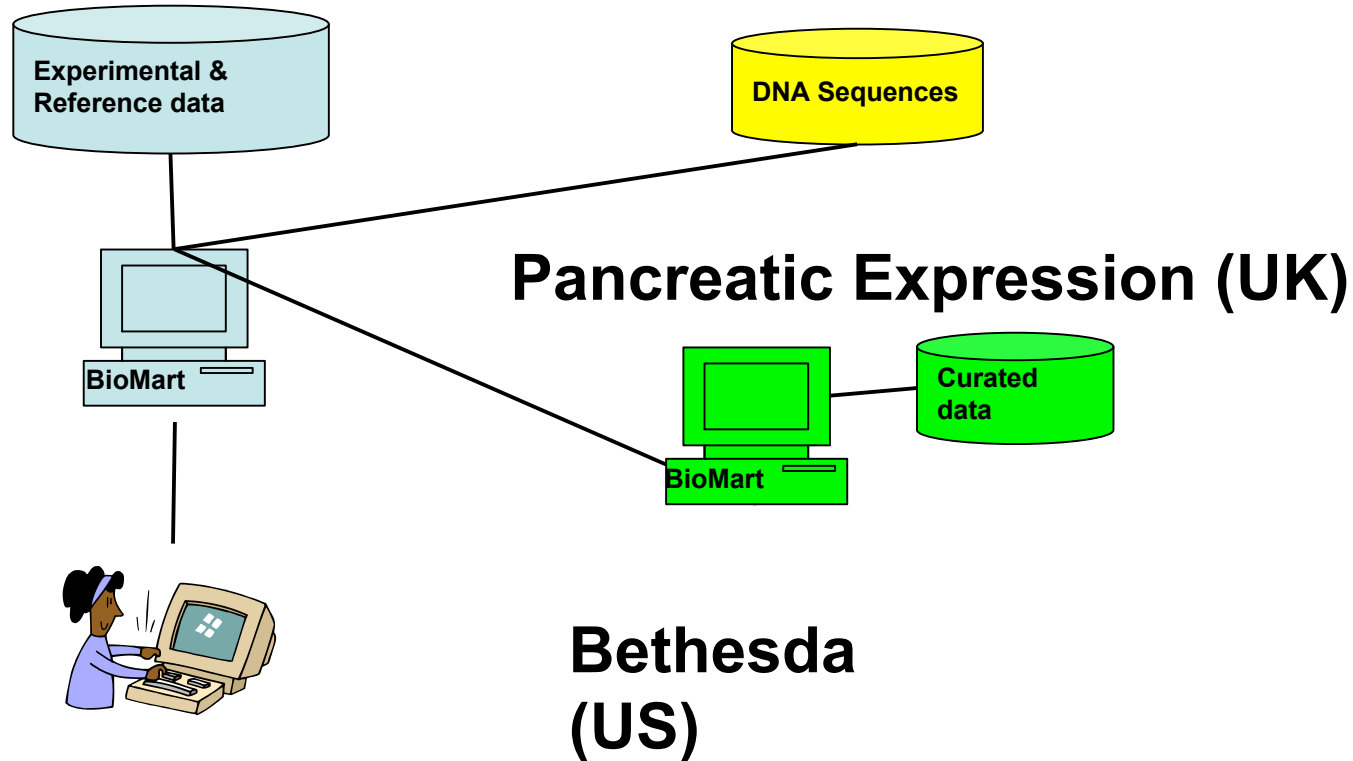 Experimental &
Reference data
DNA Sequences
Pancreatic Expression (UK)
BioMart
Curated
data
BioMart
Bethesda
(US)